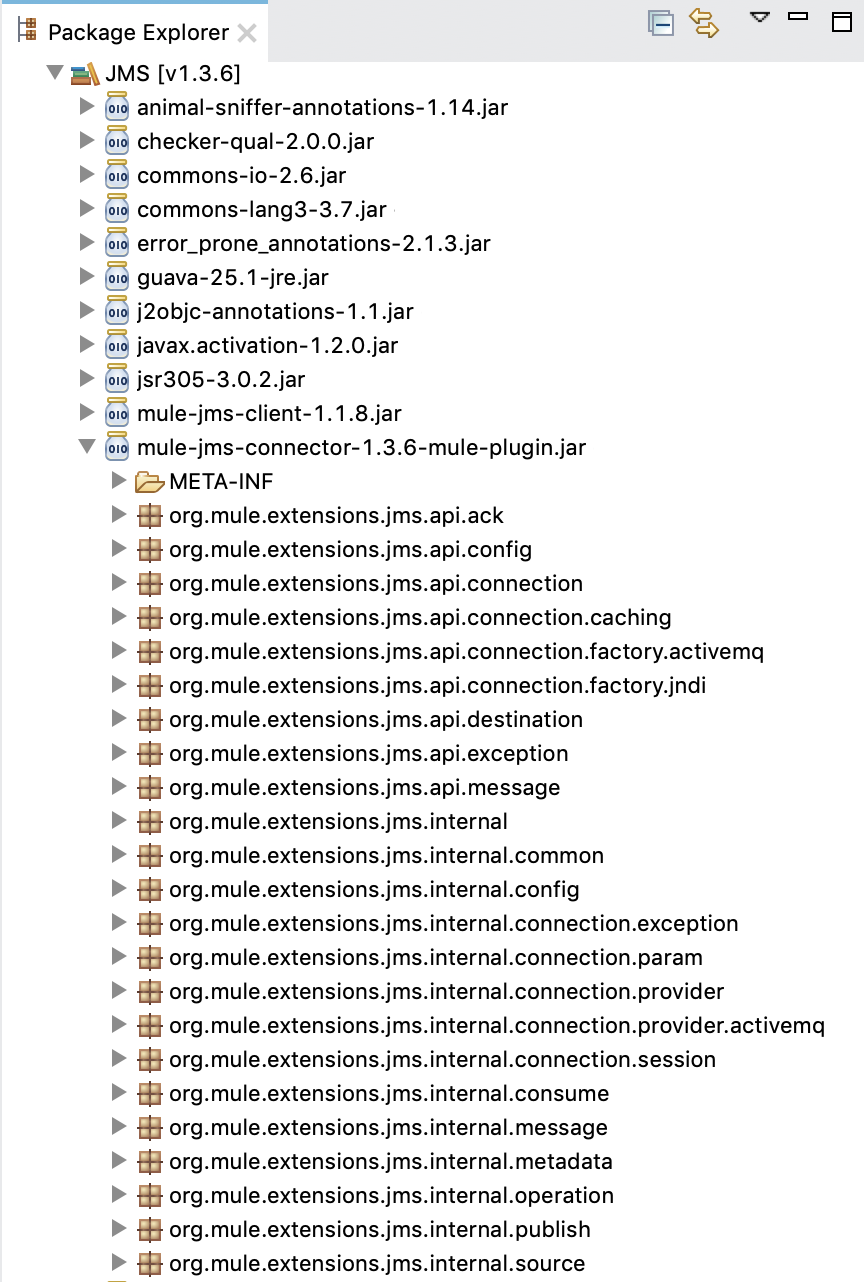 Package Explorer
JMS [v1.3.6]
animal-sniffer-annotations-1.14.jar
checker-qual-2.0.0.jar
commons-io-2.6.jar
commons-lang3-3.7.jar
error_prone_annotations-2.1.3.jar
guava-25.1-jre.jar
j2objc-annotations-1.1.jar
javax.activation-1.2.0.jar
jsr305-3.0.2.jar
mule-jms-client-1.1.8.jar
mule-jms-connector-1.3.6-mule-plugin.jar
META-INF
org.mule.extensions.jms.api.ack
org.mule.extensions.jms.api.config
org.mule.extensions.jms.api.connection
org.mule.extensions.jms.api.connection.caching
org.mule.extensions.jms.api.connection.factory.activemq
org.mule.extensions.jms.api.connection.factory.jndi
org.mule.extensions.jms.api.destination
org.mule.extensions.jms.api.exception
org.mule.extensions.jms.api.message
org.mule.extensions.jms.internal
org.mule.extensions.jms.internal.common
org.mule.extensions.jms.internal.config
org.mule.extensions.jms.internal.connection.exception
org.mule.extensions.jms.internal.connection.param
org.mule.extensions.jms.internal.connection.provider
org.mule.extensions.jms.internal.connection.provider.activemq
org.mule.extensions.jms.internal.connection.session
org.mule.extensions.jms.internal.consume
org.mule.extensions.jms.internal.message
org.mule.extensions.jms.internal.metadata
org.mule.extensions.jms.internal.operation
org.mule.extensions.jms.internal.publish
org.mule.extensions.jms.internal.source